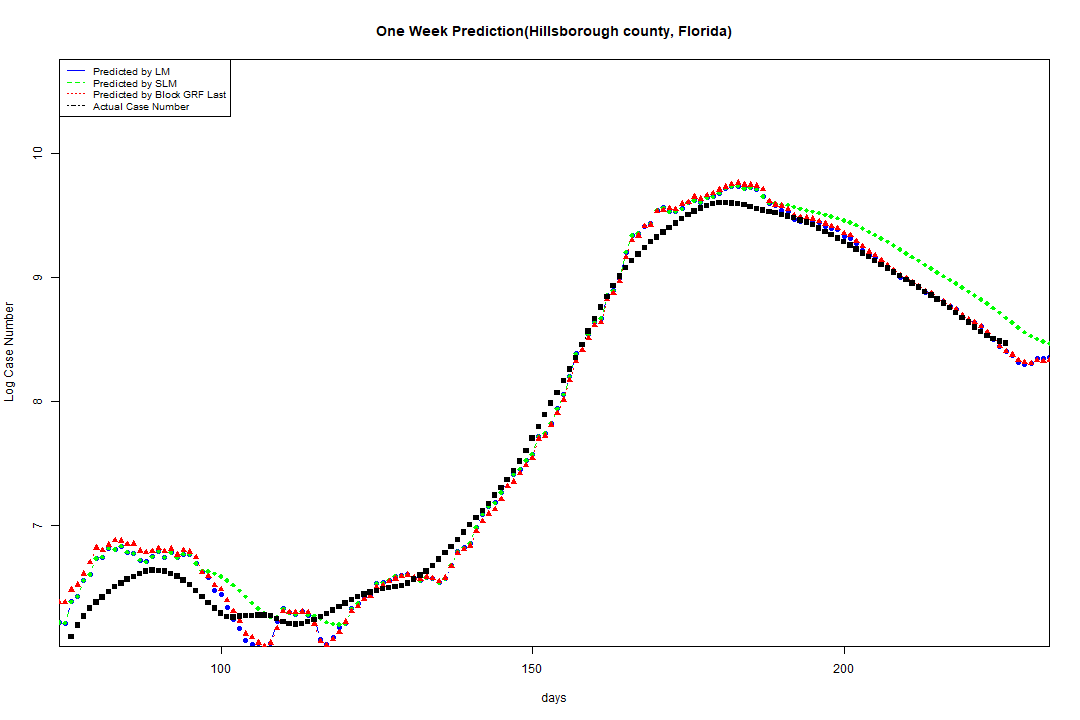 One Week Prediction(Hillsborough county, Florida)
Predicted by LM
Predicted by SLM
Predicted by Block GRF Last
Actual Case Number
Log Case Number
10
9
8
7
100
150
200
days